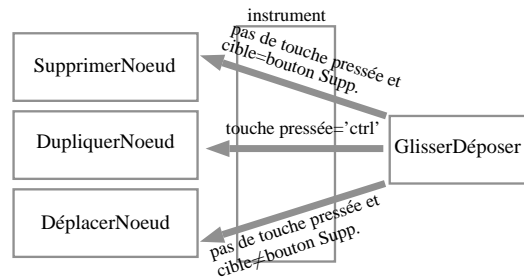 instrument
pas de touche pressée et
cible=bouton Supp.
SupprimerNoeud
touche pressée='ctrl'
DupliquerNoeud
GlisserDéposer
DéplacerNoeud
pas de touche pressée et
cible≠bouton Supp.